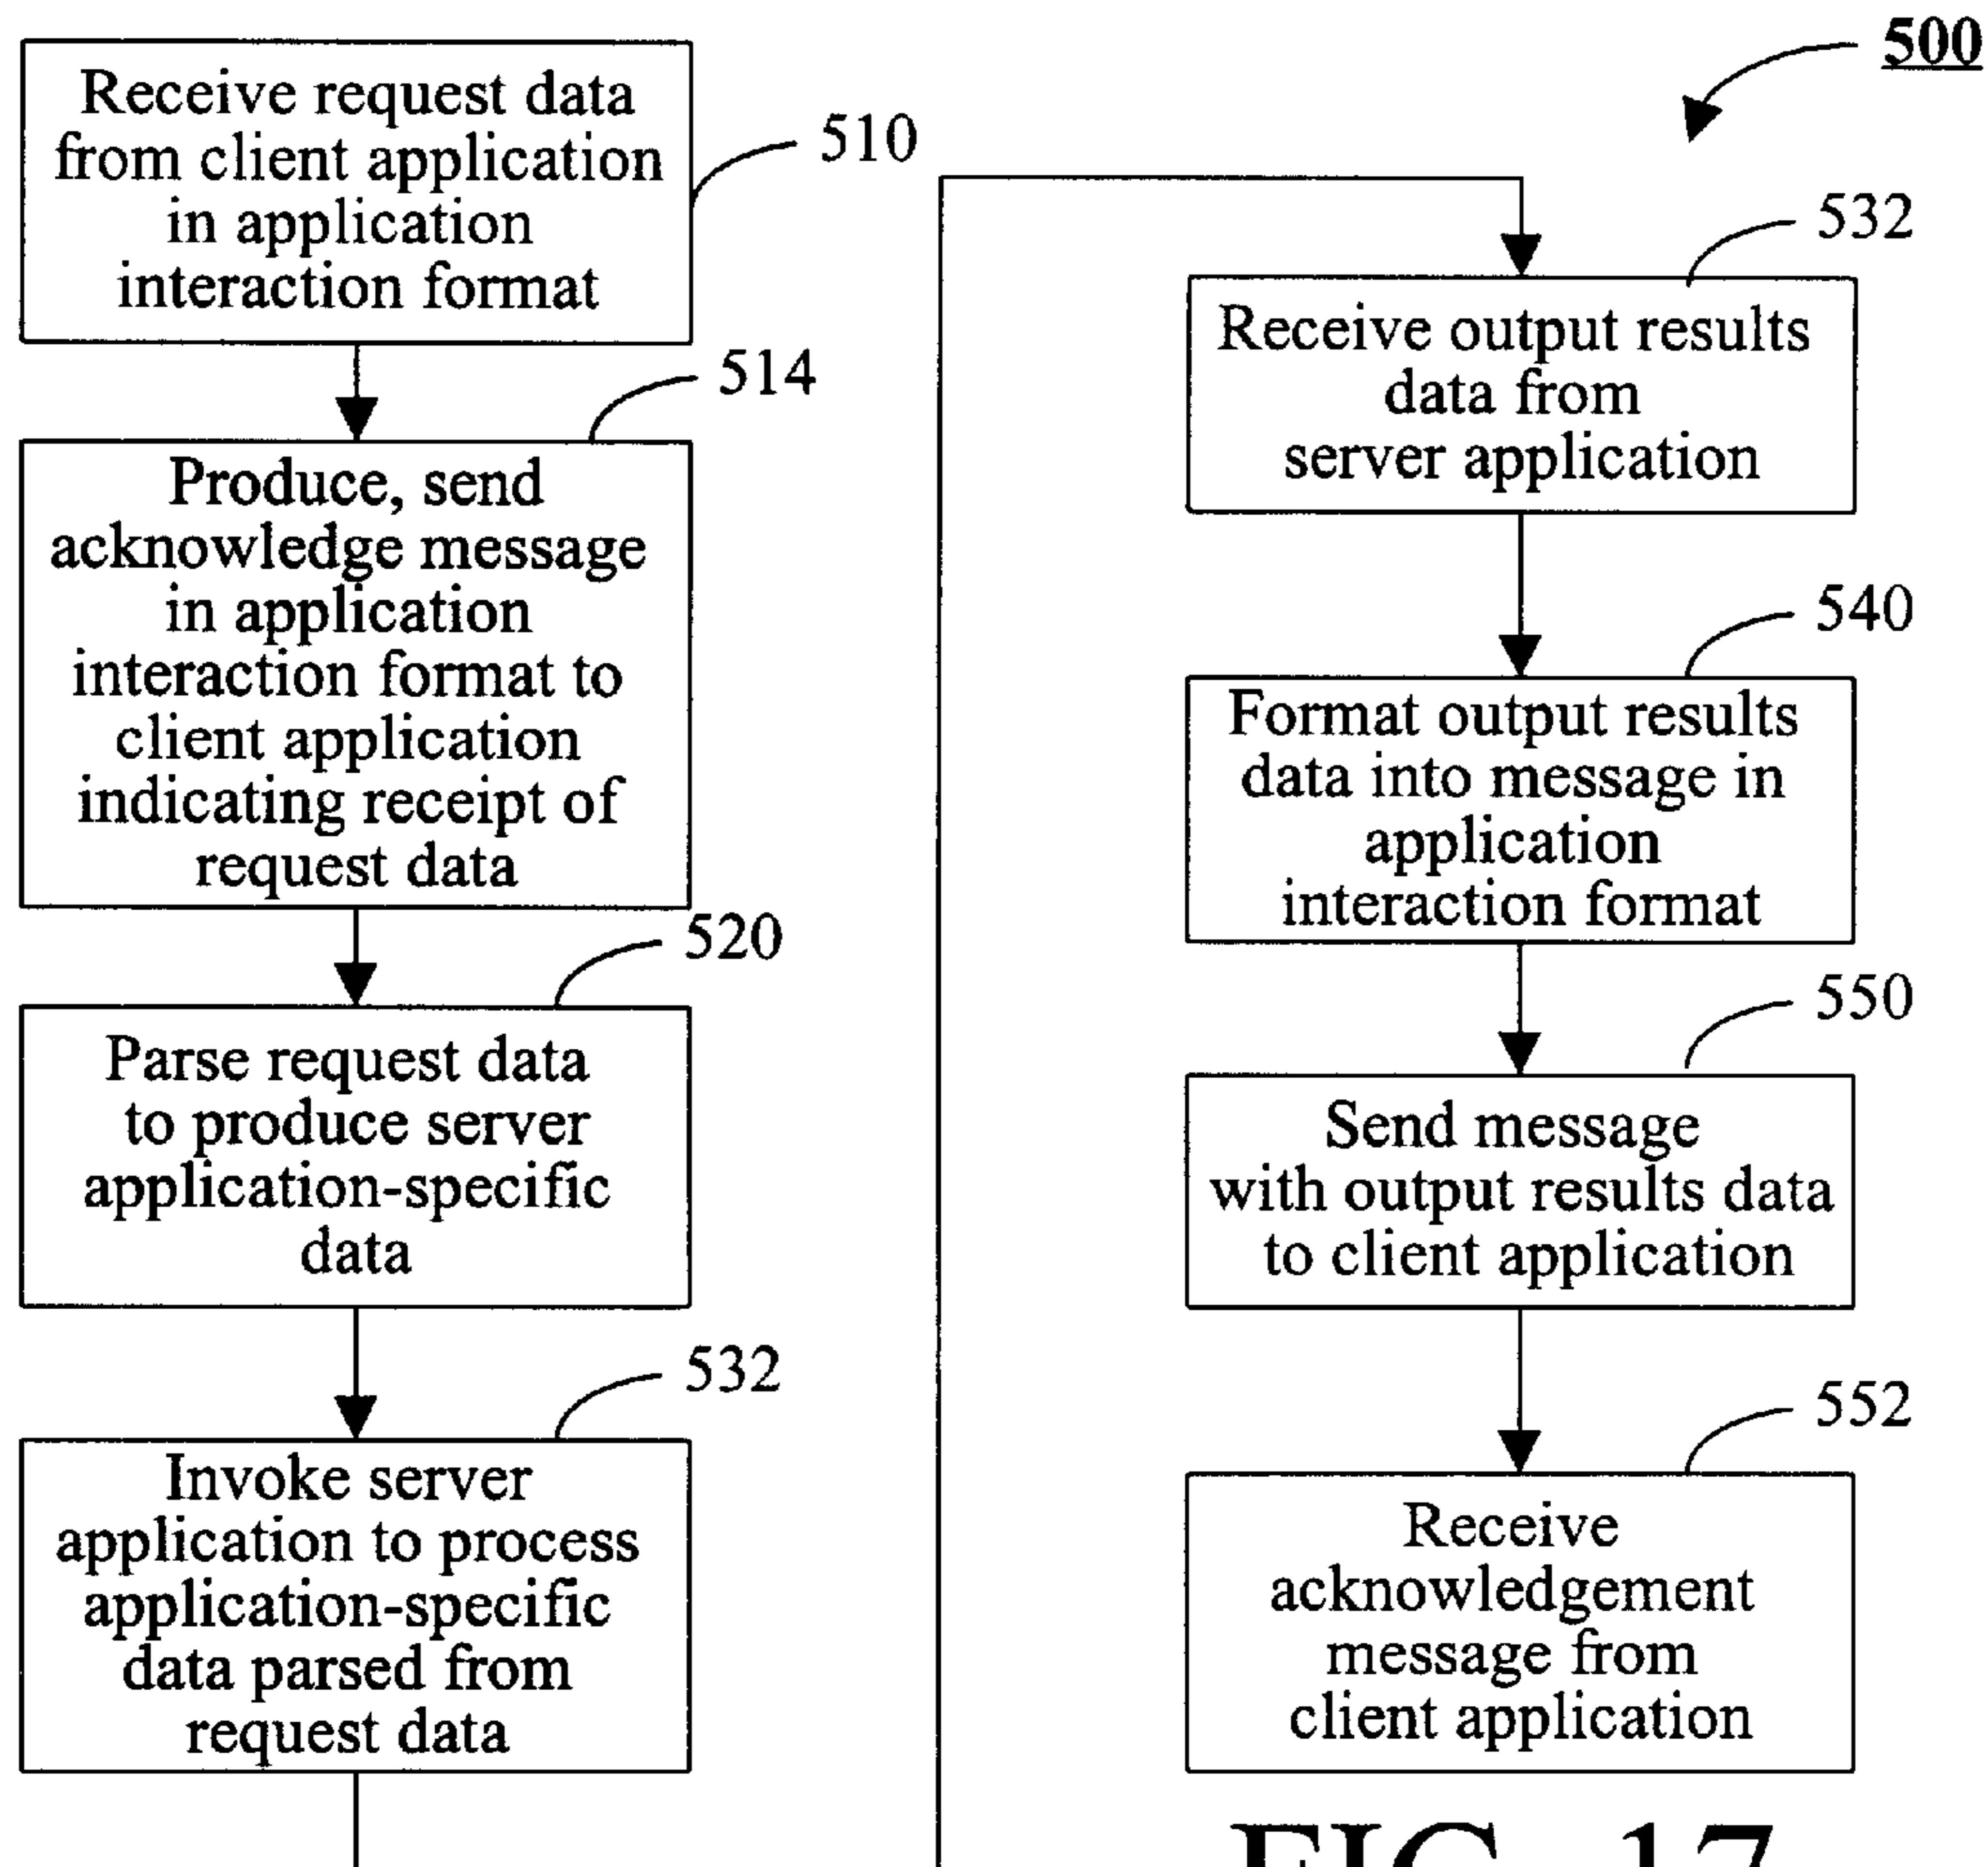 500
Receive request data
from client application
in application
interaction format
510
514
Produce, send
acknowledge message
in application
interaction format to
client application
indicating receipt of
request data
520
Parse request data
to produce server
application-specific
data
532
Invoke server
application to process
application-specific
data parsed from
request data
532
Receive output results
data from
server application
540
Format output results
data into message in
application
interaction format
550
Send message
with output results data
to client application
552
Receive
acknowledgement
message from
client application
FIG. 17